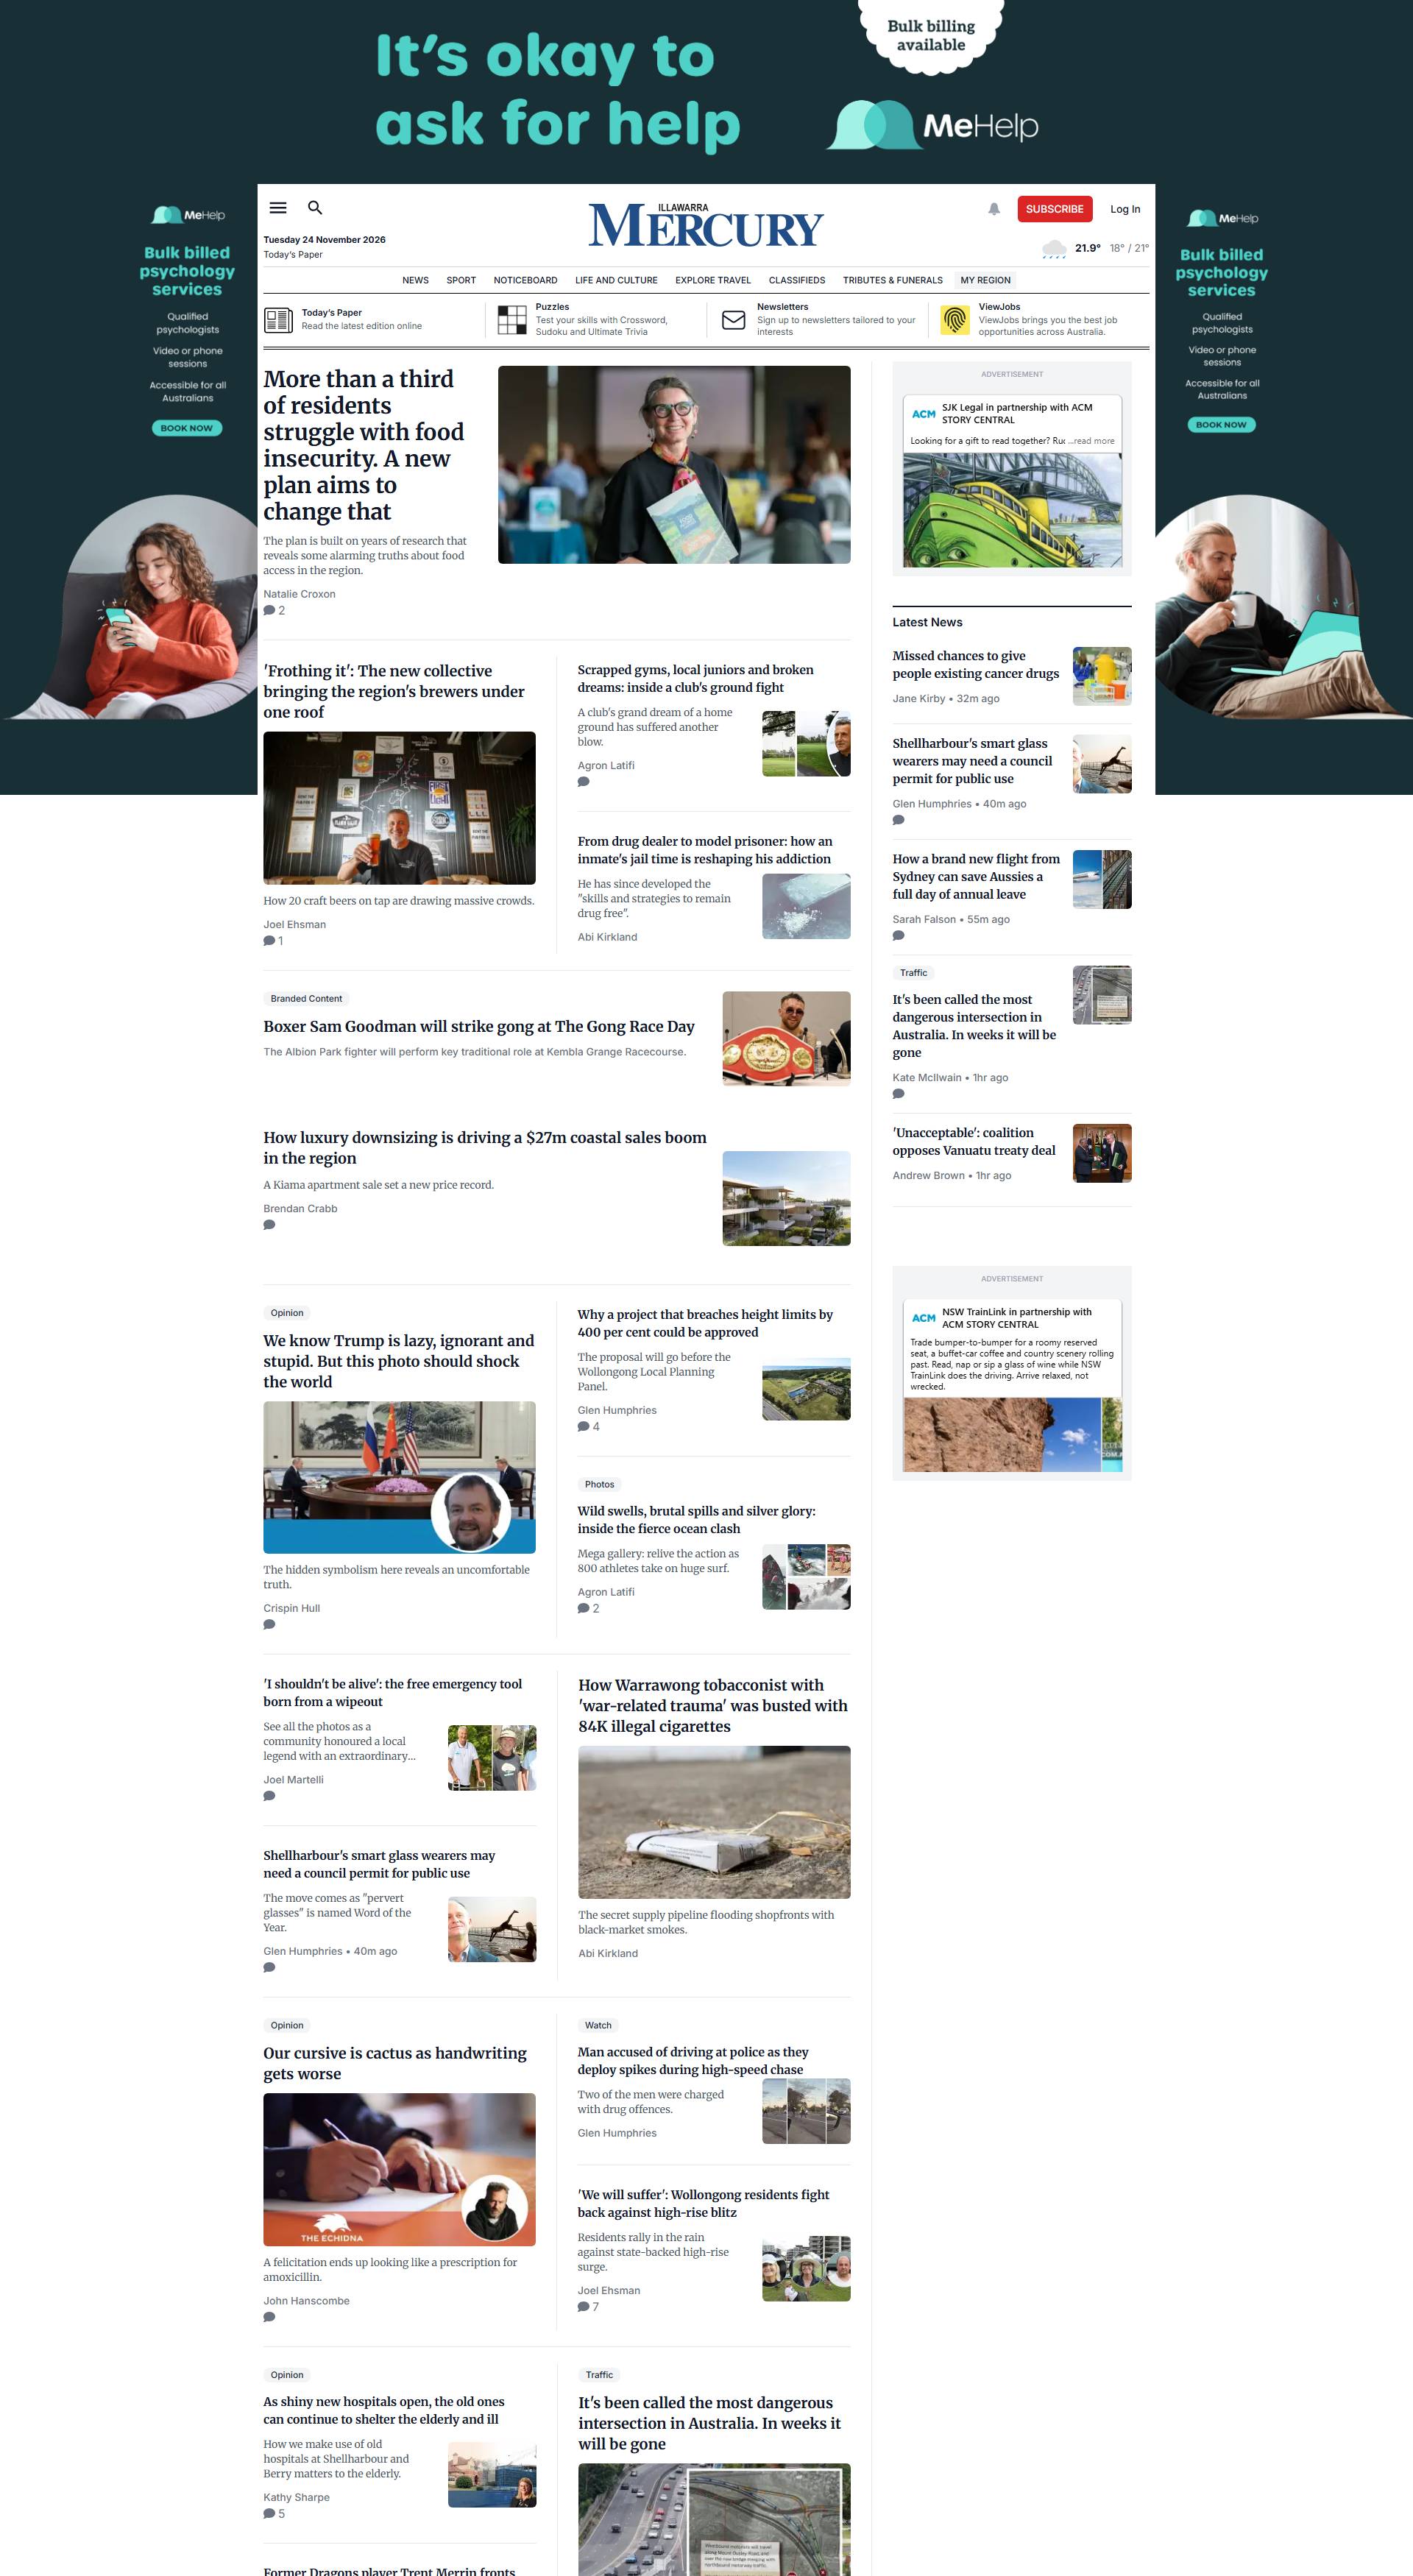 It's okay to
ask for help
Bulk billing
available
MeHelp
MeHelp
Bulk billed
psychology
services
Qualified
psychologists
Video or phone
sessions
Accessible for all
Australians
BOOK NOW
SUBSCRIBE
Log In
ILLAWARRA
MERCURY
Tuesday 24 November 2026
Today's Paper
21.9° 18° / 21°
NEWS SPORT NOTICEBOARD LIFE AND CULTURE EXPLORE TRAVEL CLASSIFIEDS TRIBUTES & FUNERALS MY REGION
Today's Paper
Read the latest edition online
Puzzles
Test your skills with Crossword,
Sudoku and Ultimate Trivia
Newsletters
Sign up to newsletters tailored to your
interests
ViewJobs
ViewJobs brings you the best job
opportunities across Australia.
More than a third
of residents
struggle with food
insecurity. A new
plan aims to
change that
The plan is built on years of research that
reveals some alarming truths about food
access in the region.
Natalie Croxon
2
'Frothing it': The new collective
bringing the region's brewers under
one roof
How 20 craft beers on tap are drawing massive crowds.
Joel Ehsman
1
Scrapped gyms, local juniors and broken
dreams: inside a club's ground fight
A club's grand dream of a home
ground has suffered another
blow.
Agron Latifi
From drug dealer to model prisoner: how an
inmate's jail time is reshaping his addiction
He has since developed the
"skills and strategies to remain
drug free".
Abi Kirkland
Branded Content
Boxer Sam Goodman will strike gong at The Gong Race Day
The Albion Park fighter will perform key traditional role at Kembla Grange Racecourse.
How luxury downsizing is driving a $27m coastal sales boom
in the region
A Kiama apartment sale set a new price record.
Brendan Crabb
Opinion
We know Trump is lazy, ignorant and
stupid. But this photo should shock
the world
The hidden symbolism here reveals an uncomfortable
truth.
Crispin Hull
Why a project that breaches height limits by
400 per cent could be approved
The proposal will go before the
Wollongong Local Planning
Panel.
Glen Humphries
4
Photos
Wild swells, brutal spills and silver glory:
inside the fierce ocean clash
Mega gallery: relive the action as
800 athletes take on huge surf.
Agron Latifi
2
'I shouldn't be alive': the free emergency tool
born from a wipeout
See all the photos as a
community honoured a local
legend with an extraordinary...
Joel Martelli
Shellharbour's smart glass wearers may
need a council permit for public use
The move comes as "pervert
glasses" is named Word of the
Year.
Glen Humphries • 40m ago
How Warrawong tobacconist with
'war-related trauma' was busted with
84K illegal cigarettes
The secret supply pipeline flooding shopfronts with
black-market smokes.
Abi Kirkland
Opinion
Our cursive is cactus as handwriting
gets worse
THE ECHIDNA
A felicitation ends up looking like a prescription for
amoxicillin.
John Hanscombe
Watch
Man accused of driving at police as they
deploy spikes during high-speed chase
Two of the men were charged
with drug offences.
Glen Humphries
'We will suffer': Wollongong residents fight
back against high-rise blitz
Residents rally in the rain
against state-backed high-rise
surge.
Joel Ehsman
7
Opinion
As shiny new hospitals open, the old ones
can continue to shelter the elderly and ill
How we make use of old
hospitals at Shellharbour and
Berry matters to the elderly.
Kathy Sharpe
5
Former Dragons player Trent Merrin fronts
Traffic
It's been called the most dangerous
intersection in Australia. In weeks it
will be gone
ADVERTISEMENT
ACM
SJK Legal in partnership with ACM
STORY CENTRAL
Looking for a gift to read together? Ruc ...read more
Latest News
Missed chances to give
people existing cancer drugs
Jane Kirby • 32m ago
Shellharbour's smart glass
wearers may need a council
permit for public use
Glen Humphries • 40m ago
How a brand new flight from
Sydney can save Aussies a
full day of annual leave
Sarah Falson • 55m ago
Traffic
It's been called the most
dangerous intersection in
Australia. In weeks it will be
gone
Kate McIlwain • 1hr ago
'Unacceptable': coalition
opposes Vanuatu treaty deal
Andrew Brown • 1hr ago
ADVERTISEMENT
ACM
NSW TrainLink in partnership with
ACM STORY CENTRAL
Trade bumper-to-bumper for a roomy reserved
seat, a buffet-car coffee and country scenery rolling
past. Read, nap or sip a glass of wine while NSW
TrainLink does the driving. Arrive relaxed, not
wrecked.
MeHelp
Bulk billed
psychology
services
Qualified
psychologists
Video or phone
sessions
Accessible for all
Australians
BOOK NOW